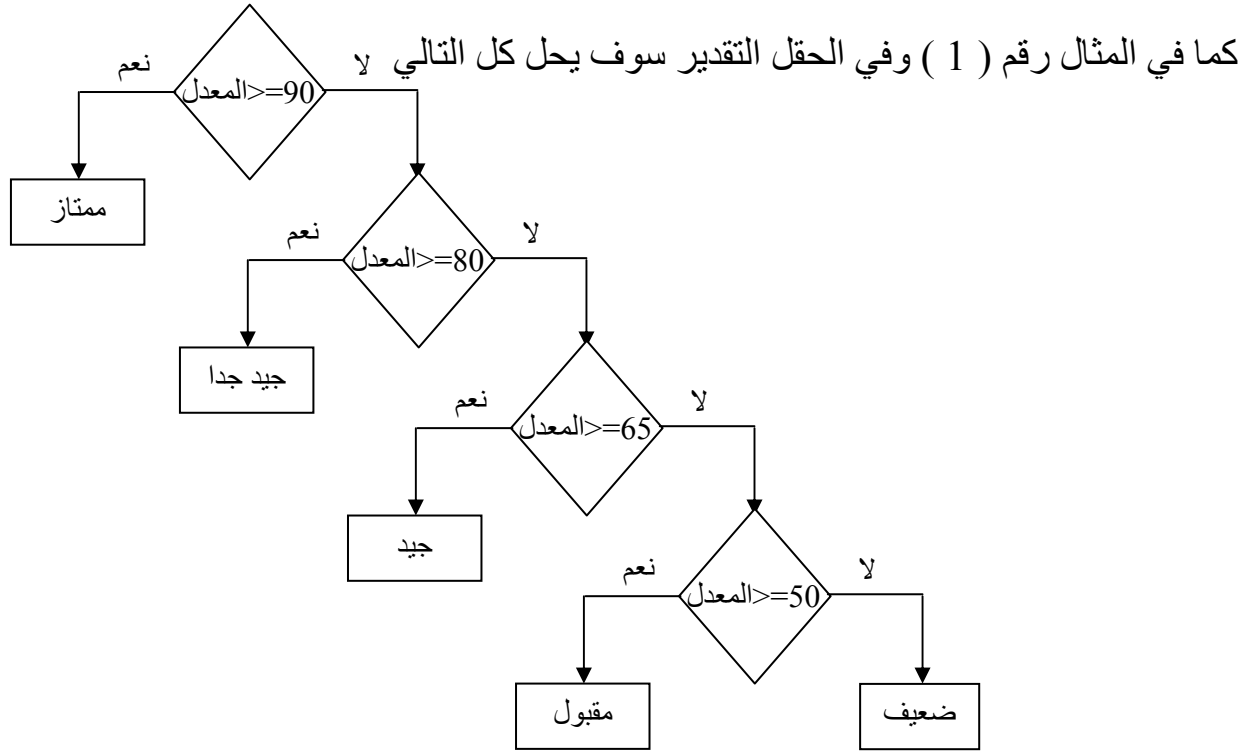 كما في المثال رقم ( 1 ) وفي الحقل التقدير سوف يحل كل التالي
نعم
لا
المعدل>=90
ممتاز
نعم
لا
المعدل>=80
جيد جدا
نعم
لا
المعدل>=65
جيد
نعم
لا
المعدل>=50
مقبول
ضعيف